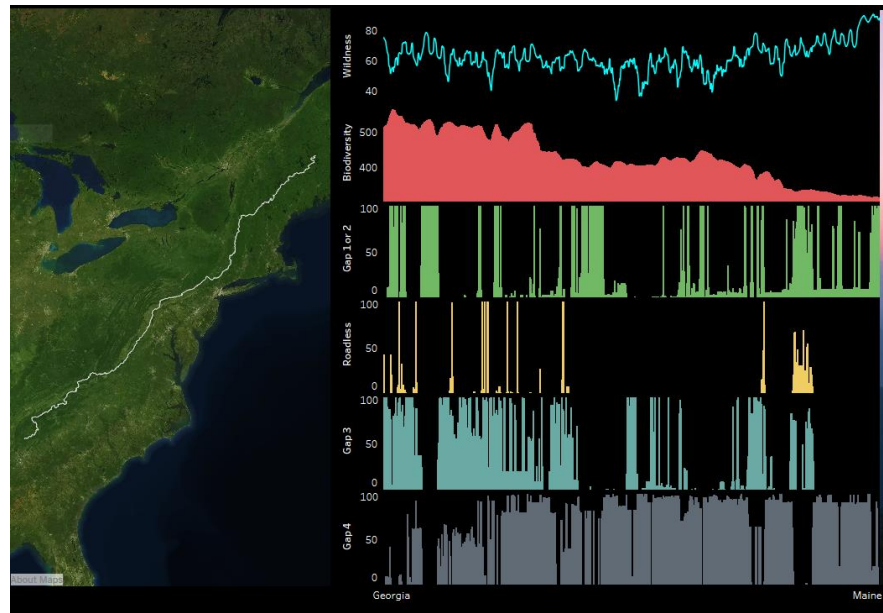 Wildness
80
60
40
Biodiversity
500
400
Gap 1 or 2
100
50
0
Roadless
100
50
0
Gap 3
100
50
0
Gap 4
100
50
0
Georgia
Maine
About Maps